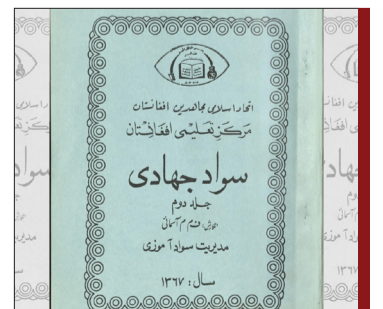 اتحاد اسلامی مجاهدین افغانستان
مرکز تعلیمی افغانستان
سواد جهادی
جلد دوم
مدیریت سواد آموزی
سال : ۱۳۶۷